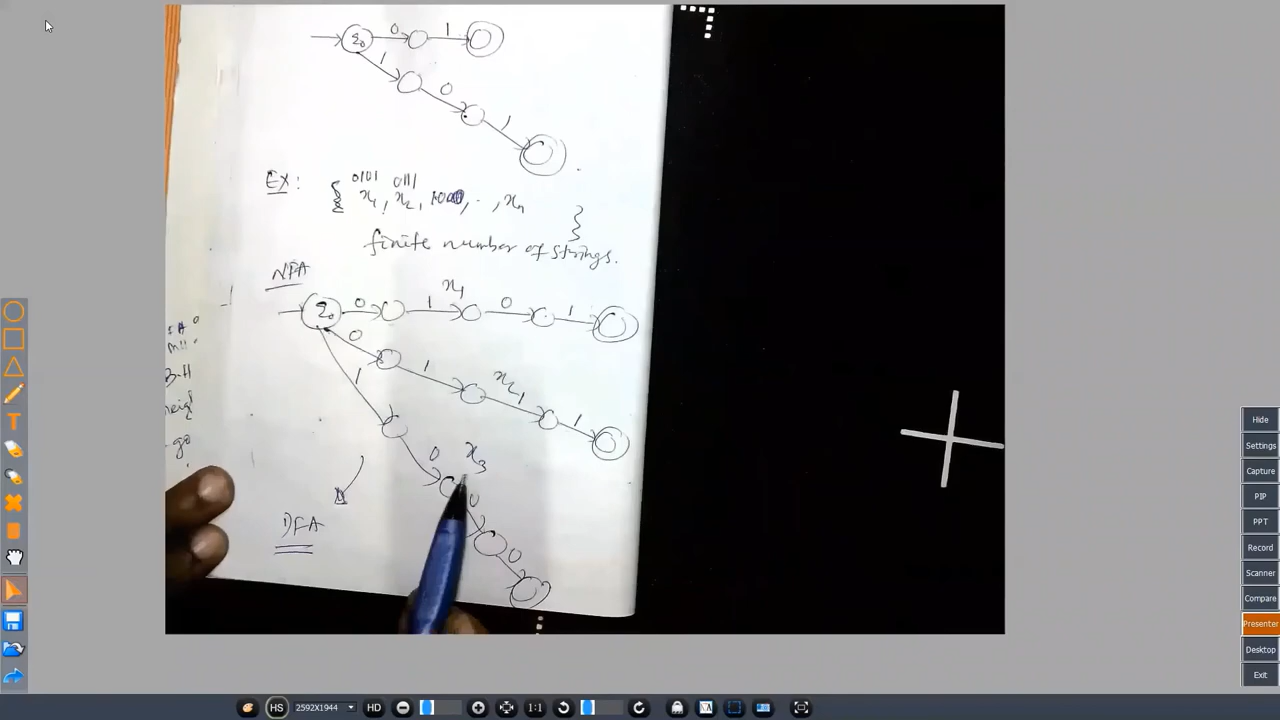 0 1
q0
1
0
1
EX:
0101 0111
{ x1, x2, 1000, .., xn }
finite number of strings.
NFA
x1
q0 0 1 0 1
0
1 x2 1 1
1
x3
0
0
DFA
0
Hide
Settings
Capture
PIP
PPT
Record
Scanner
Compare
Presenter
Desktop
Exit
HS 2592X1944 HD 1:1